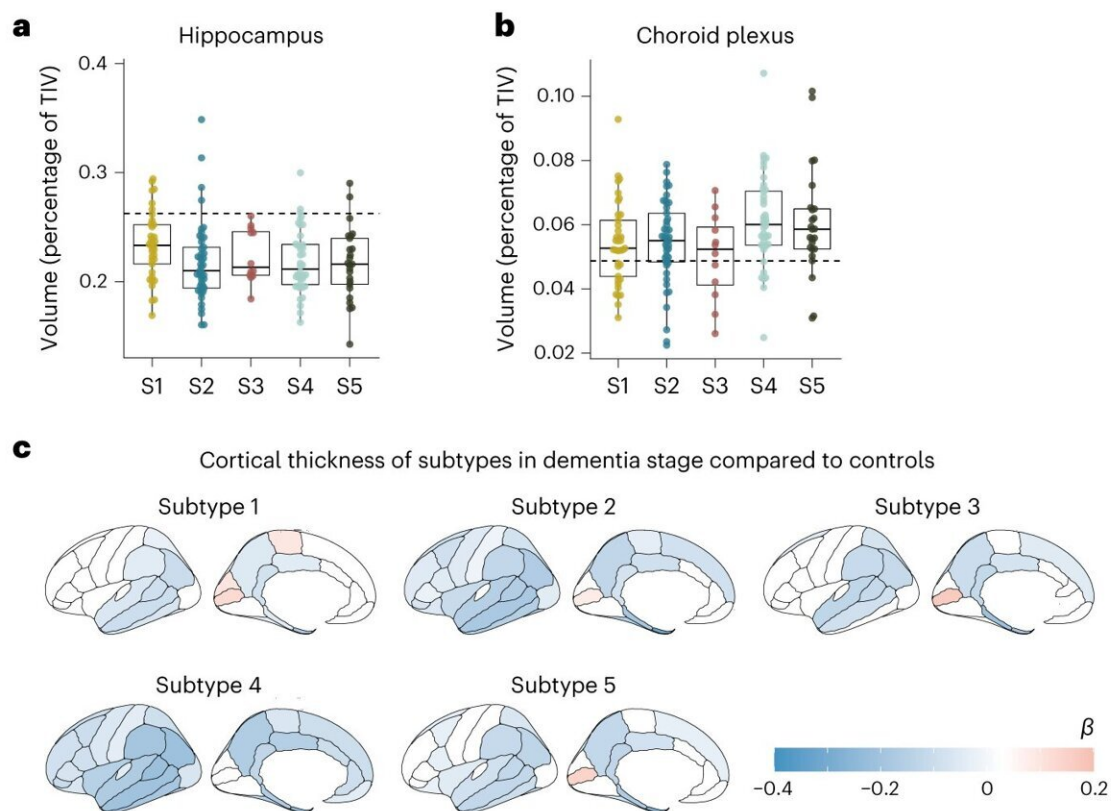 a
Hippocampus
Volume (percentage of TIV)
0.4
0.3
0.2
S1 S2 S3 S4 S5
b
Choroid plexus
Volume (percentage of TIV)
0.10
0.08
0.06
0.04
0.02
S1 S2 S3 S4 S5
c
Cortical thickness of subtypes in dementia stage compared to controls
Subtype 1
Subtype 2
Subtype 3
Subtype 4
Subtype 5
β
−0.4 −0.2 0 0.2